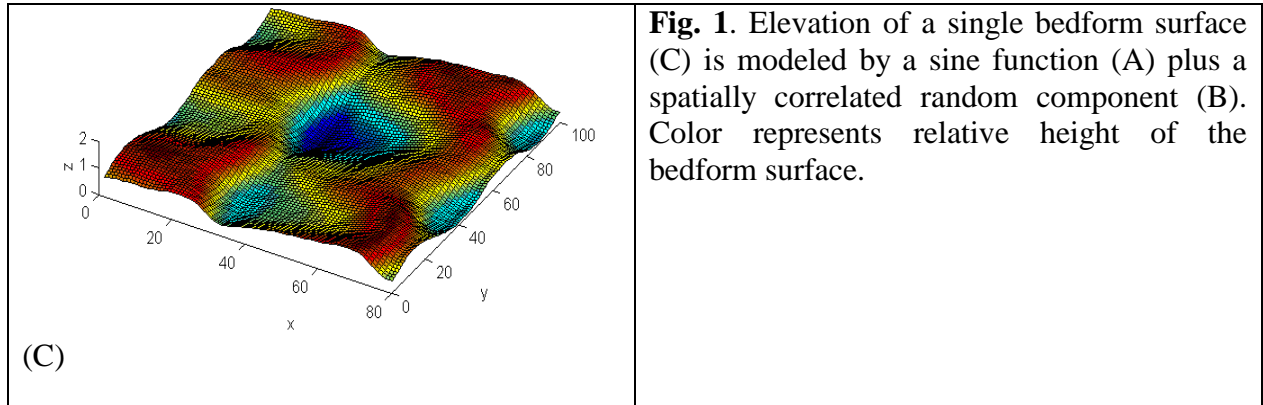 2
1
0
z
0
20
40
60
80
x
0
20
40
60
80
100
y
(C)
Fig. 1. Elevation of a single bedform surface
(C) is modeled by a sine function (A) plus a
spatially correlated random component (B).
Color represents relative height of the
bedform surface.